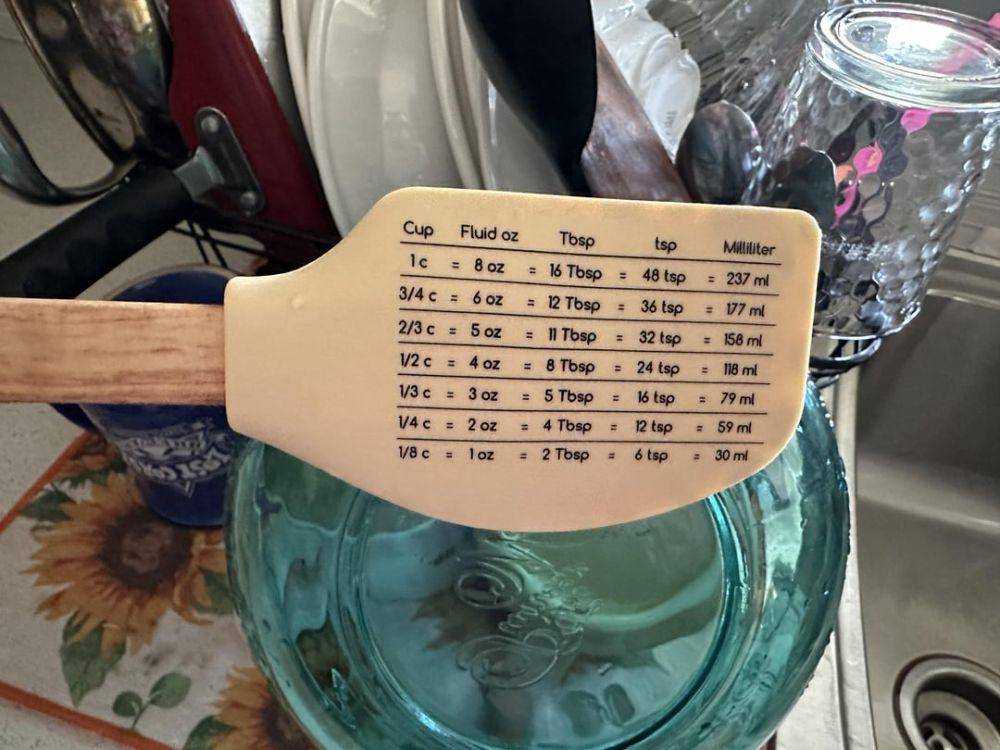 Cup Fluid oz Tbsp tsp Milliliter
1 c = 8 oz = 16 Tbsp = 48 tsp = 237 ml
3/4 c = 6 oz = 12 Tbsp = 36 tsp = 177 ml
2/3 c = 5 oz = 11 Tbsp = 32 tsp = 158 ml
1/2 c = 4 oz = 8 Tbsp = 24 tsp = 118 ml
1/3 c = 3 oz = 5 Tbsp = 16 tsp = 79 ml
1/4 c = 2 oz = 4 Tbsp = 12 tsp = 59 ml
1/8 c = 1 oz = 2 Tbsp = 6 tsp = 30 ml